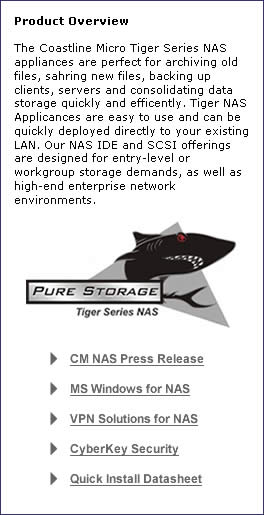 Product Overview
The Coastline Micro Tiger Series NAS
appliances are perfect for archiving old
files, sahring new files, backing up
clients, servers and consolidating data
storage quickly and efficently. Tiger NAS
Applicances are easy to use and can be
quickly deployed directly to your existing
LAN. Our NAS IDE and SCSI offerings
are designed for entry-level or
workgroup storage demands, as well as
high-end enterprise network
environments.
PURE STORAGE
Tiger Series NAS
CM NAS Press Release
MS Windows for NAS
VPN Solutions for NAS
CyberKey Security
Quick Install Datasheet